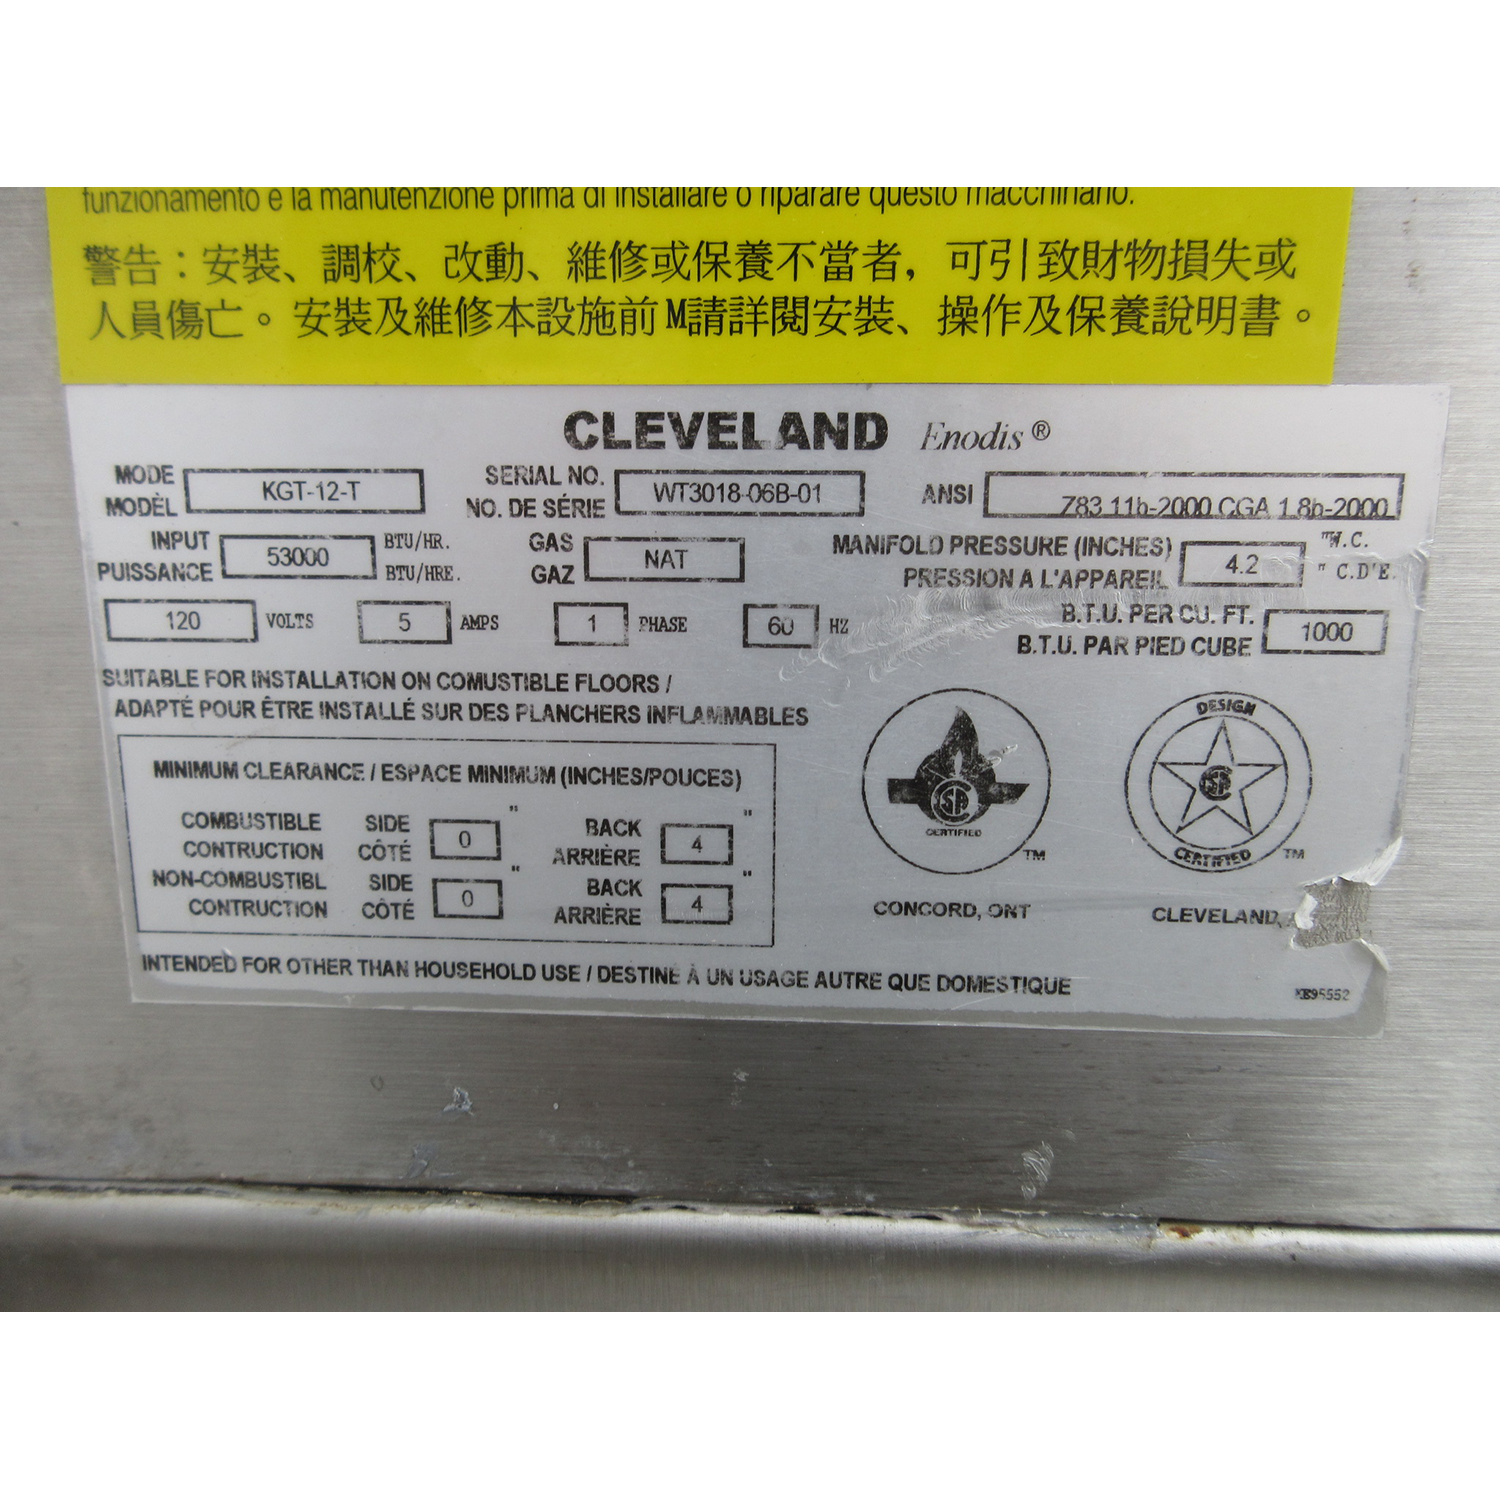 funzionamento e la manutenzione prima di installare o riparare questo macchinario.
警告：安裝、調校、改動、維修或保養不當者，可引致財物損失或
人員傷亡。安裝及維修本設施前M請詳閱安裝、操作及保養說明書。
CLEVELAND Enodis®
MODE KGT-12-T SERIAL NO. WT3018-06B-01 ANSI Z83.11b-2000 CGA 1.8b-2000
MODÈL NO. DE SÉRIE
INPUT 53000 BTU/HR. GAS NAT MANIFOLD PRESSURE (INCHES) 4.2 "W.C.
PUISSANCE BTU/HRE. GAZ PRESSION A L'APPAREIL " C.D'E.
120 VOLTS 5 AMPS 1 PHASE 60 HZ B.T.U. PER CU. FT. 1000
B.T.U. PAR PIED CUBE
SUITABLE FOR INSTALLATION ON COMUSTIBLE FLOORS /
ADAPTÉ POUR ÊTRE INSTALLÉ SUR DES PLANCHERS INFLAMMABLES
MINIMUM CLEARANCE / ESPACE MINIMUM (INCHES/POUCES)
COMBUSTIBLE SIDE 0 " BACK 4 "
CONTRUCTION CÔTÉ ARRIÈRE
NON-COMBUSTIBL SIDE 0 " BACK 4 "
CONTRUCTION CÔTÉ ARRIÈRE
CERTIFIED TM
CONCORD, ONT
DESIGN
CERTIFIED TM
CLEVELAND,
INTENDED FOR OTHER THAN HOUSEHOLD USE / DESTINÉ À UN USAGE AUTRE QUE DOMESTIQUE
KE95552